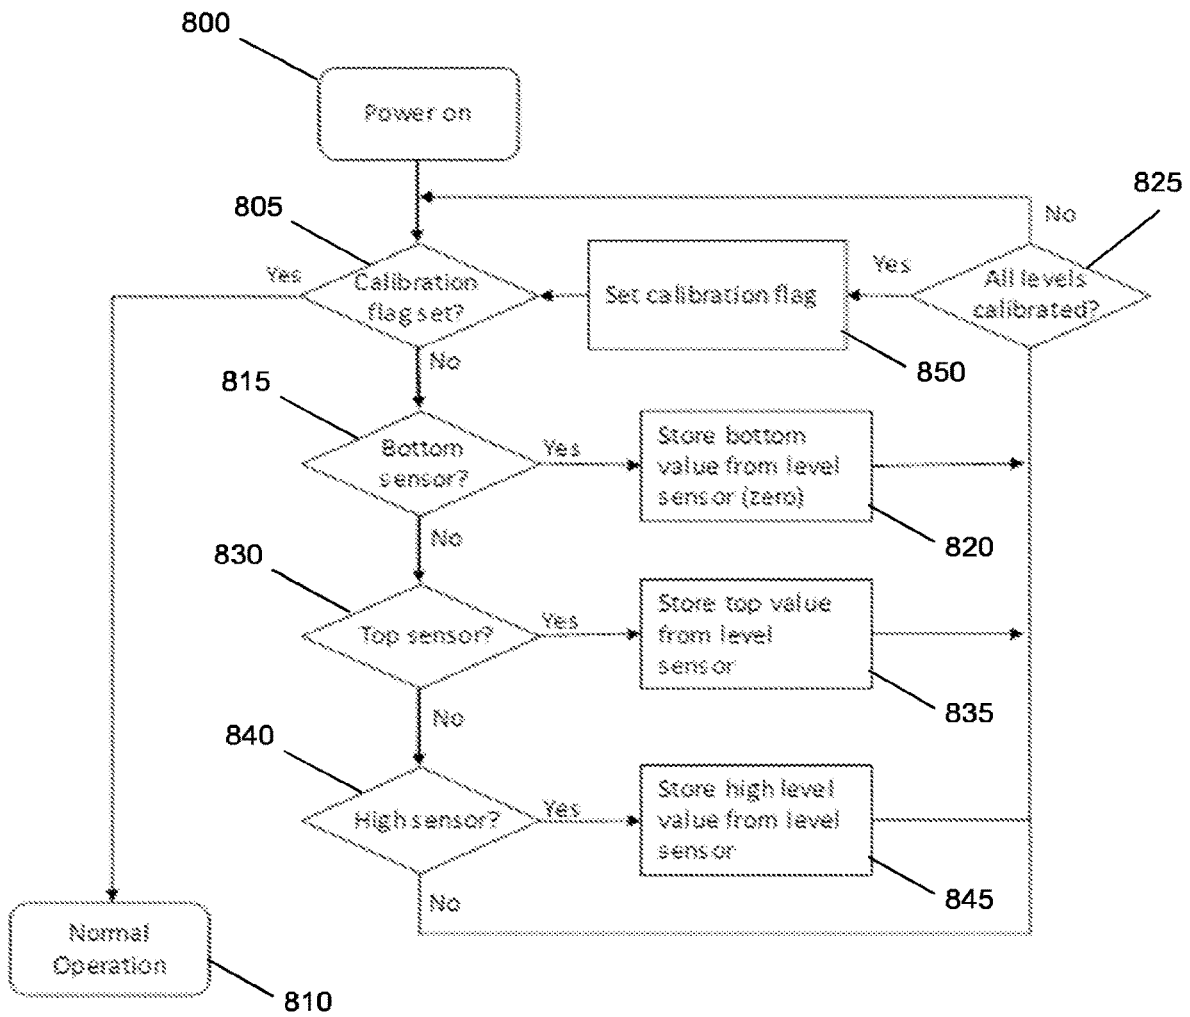 800
Power on
825
805
No
Yes
Calibration
flag set?
Set calibration flag
Yes
All levels
calibrated?
850
No
815
Bottom
sensor?
Yes
Store bottom
value from level
sensor (zero)
820
No
830
Top sensor?
Yes
Store top value
from level
sensor
835
No
840
High sensor?
Yes
Store high level
value from level
sensor
845
No
Normal
Operation
810